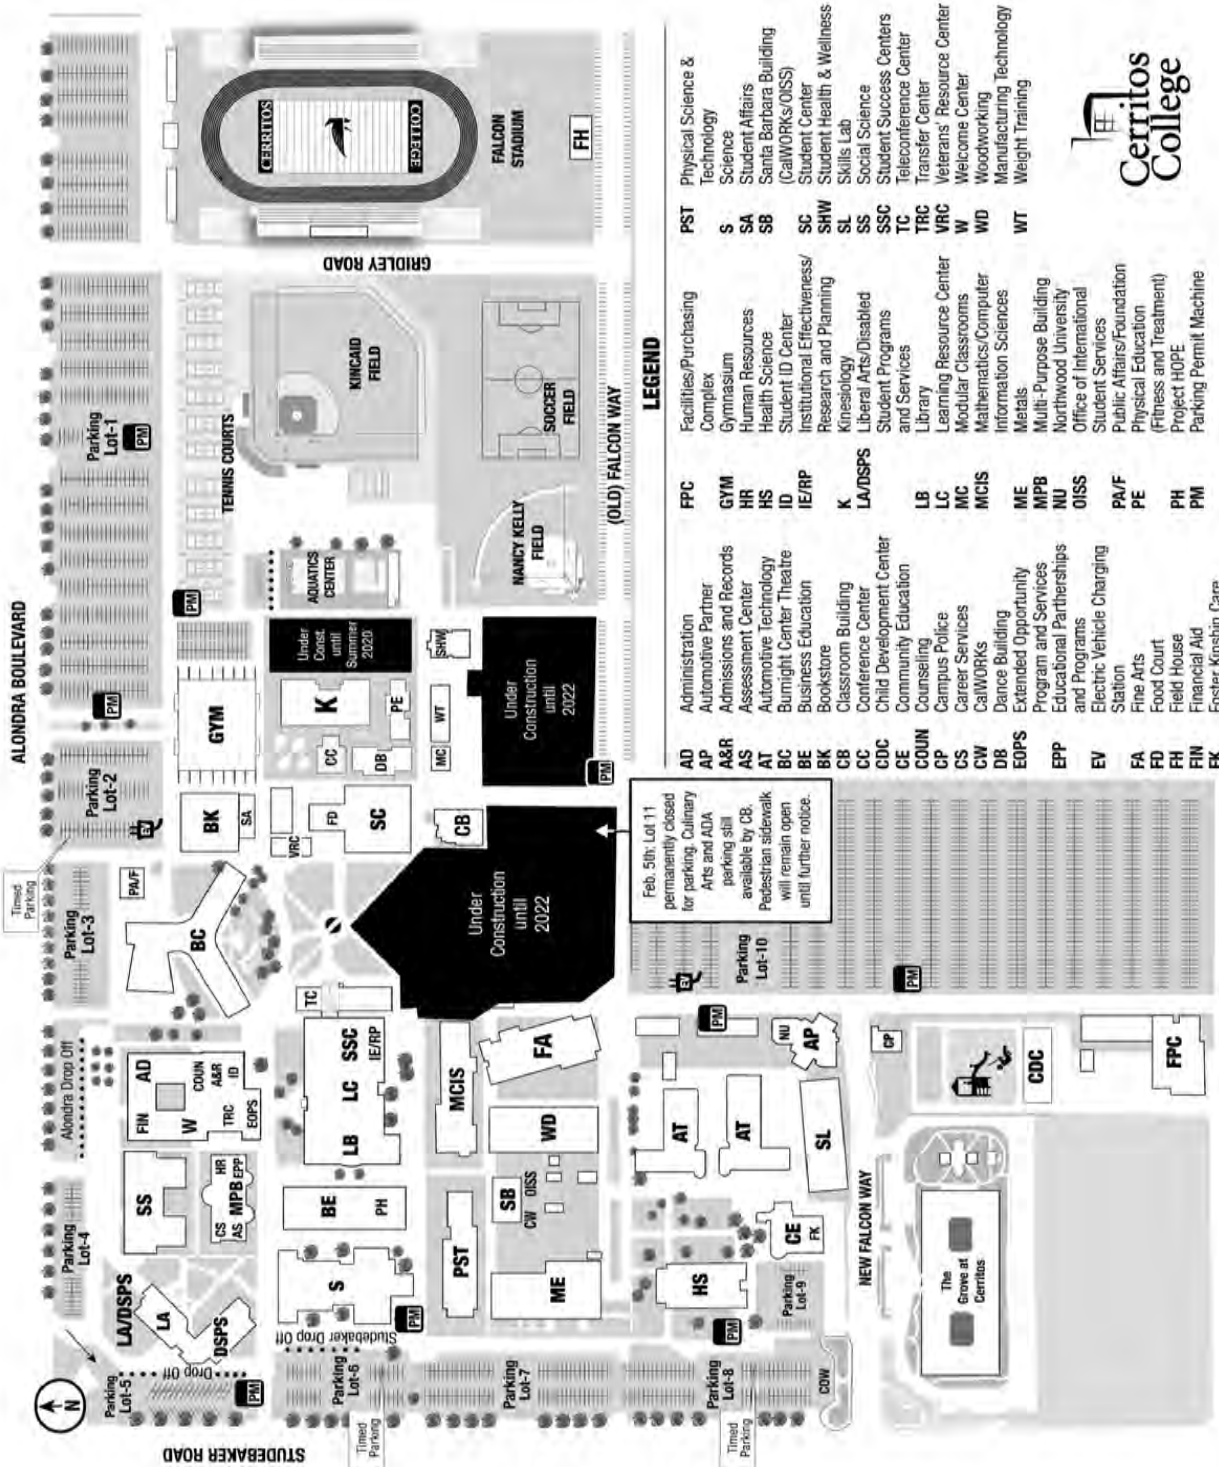 ALONDRA BOULEVARD
Timed
Parking
Parking
Lot-5
Parking
Lot-4
Alondra Drop Off
Parking
Lot-3
Parking
Lot-2
EV
PM
Parking
Lot-1
PM
N
STUDEBAKER ROAD
Drop Off
PM
LA/DSPS
LA
DSPS
SS
CS
AS
MPB
HR
EPP
FIN
AD
W
COUN
A&R
ID
TRC
EOPS
BC
PA/F
BK
SA
GYM
PM
TENNIS COURTS
KINCAID
FIELD
GRIDLEY ROAD
CERRITOS
COLLEGE
FALCON
STADIUM
FH
Timed
Parking
Parking
Lot-6
Studebaker Drop Off
PM
S
BE
PH
LB
LC
SSC
IE/RP
TC
VRC
FD
SC
CC
DB
K
PE
Under
Const.
until
Summer
2020
AQUATICS
CENTER
SOCCER
FIELD
NANCY KELLY
FIELD
Parking
Lot-7
PST
ME
SB
CW
OISS
MCIS
WD
FA
Under
Construction
until
2022
CB
MC
WT
SHW
Under
Construction
until
2022
PM
(OLD) FALCON WAY
Timed
Parking
Parking
Lot-8
COW
PM
HS
Parking
Lot-9
CE
FK
AT
AT
SL
PM
NU
AP
EV
Parking
Lot-10
PM
Feb. 5th: Lot 11
permanently closed
for parking. Culinary
Arts and ADA
parking still
available by CB.
Pedestrian sidewalk
will remain open
until further notice.
NEW FALCON WAY
The
Grove at
Cerritos
CP
CDC
FPC
LEGEND
AD Administration
AP Automotive Partner
A&R Admissions and Records
AS Assessment Center
AT Automotive Technology
BC Burnight Center Theatre
BE Business Education
BK Bookstore
CB Classroom Building
CC Conference Center
CDC Child Development Center
CE Community Education
COUN Counseling
CP Campus Police
CS Career Services
CW CalWORKs
DB Dance Building
EOPS Extended Opportunity
Program and Services
EPP Educational Partnerships
and Programs
EV Electric Vehicle Charging
Station
FA Fine Arts
FD Food Court
FH Field House
FIN Financial Aid
FK Foster Kinship Care
FPC Facilities/Purchasing
Complex
GYM Gymnasium
HR Human Resources
HS Health Science
ID Student ID Center
IE/RP Institutional Effectiveness/
Research and Planning
K Kinesiology
LA/DSPS Liberal Arts/Disabled
Student Programs
and Services
LB Library
LC Learning Resource Center
MC Modular Classrooms
MCIS Mathematics/Computer
Information Sciences
ME Metals
MPB Multi-Purpose Building
NU Northwood University
OISS Office of International
Student Services
PA/F Public Affairs/Foundation
PE Physical Education
(Fitness and Treatment)
PH Project HOPE
PM Parking Permit Machine
PST Physical Science &
Technology
S Science
SA Student Affairs
SB Santa Barbara Building
(CalWORKs/OISS)
SC Student Center
SHW Student Health & Wellness
SL Skills Lab
SS Social Science
SSC Student Success Centers
TC Teleconference Center
TRC Transfer Center
VRC Veterans' Resource Center
W Welcome Center
WD Woodworking
Manufacturing Technology
WT Weight Training
Cerritos
College